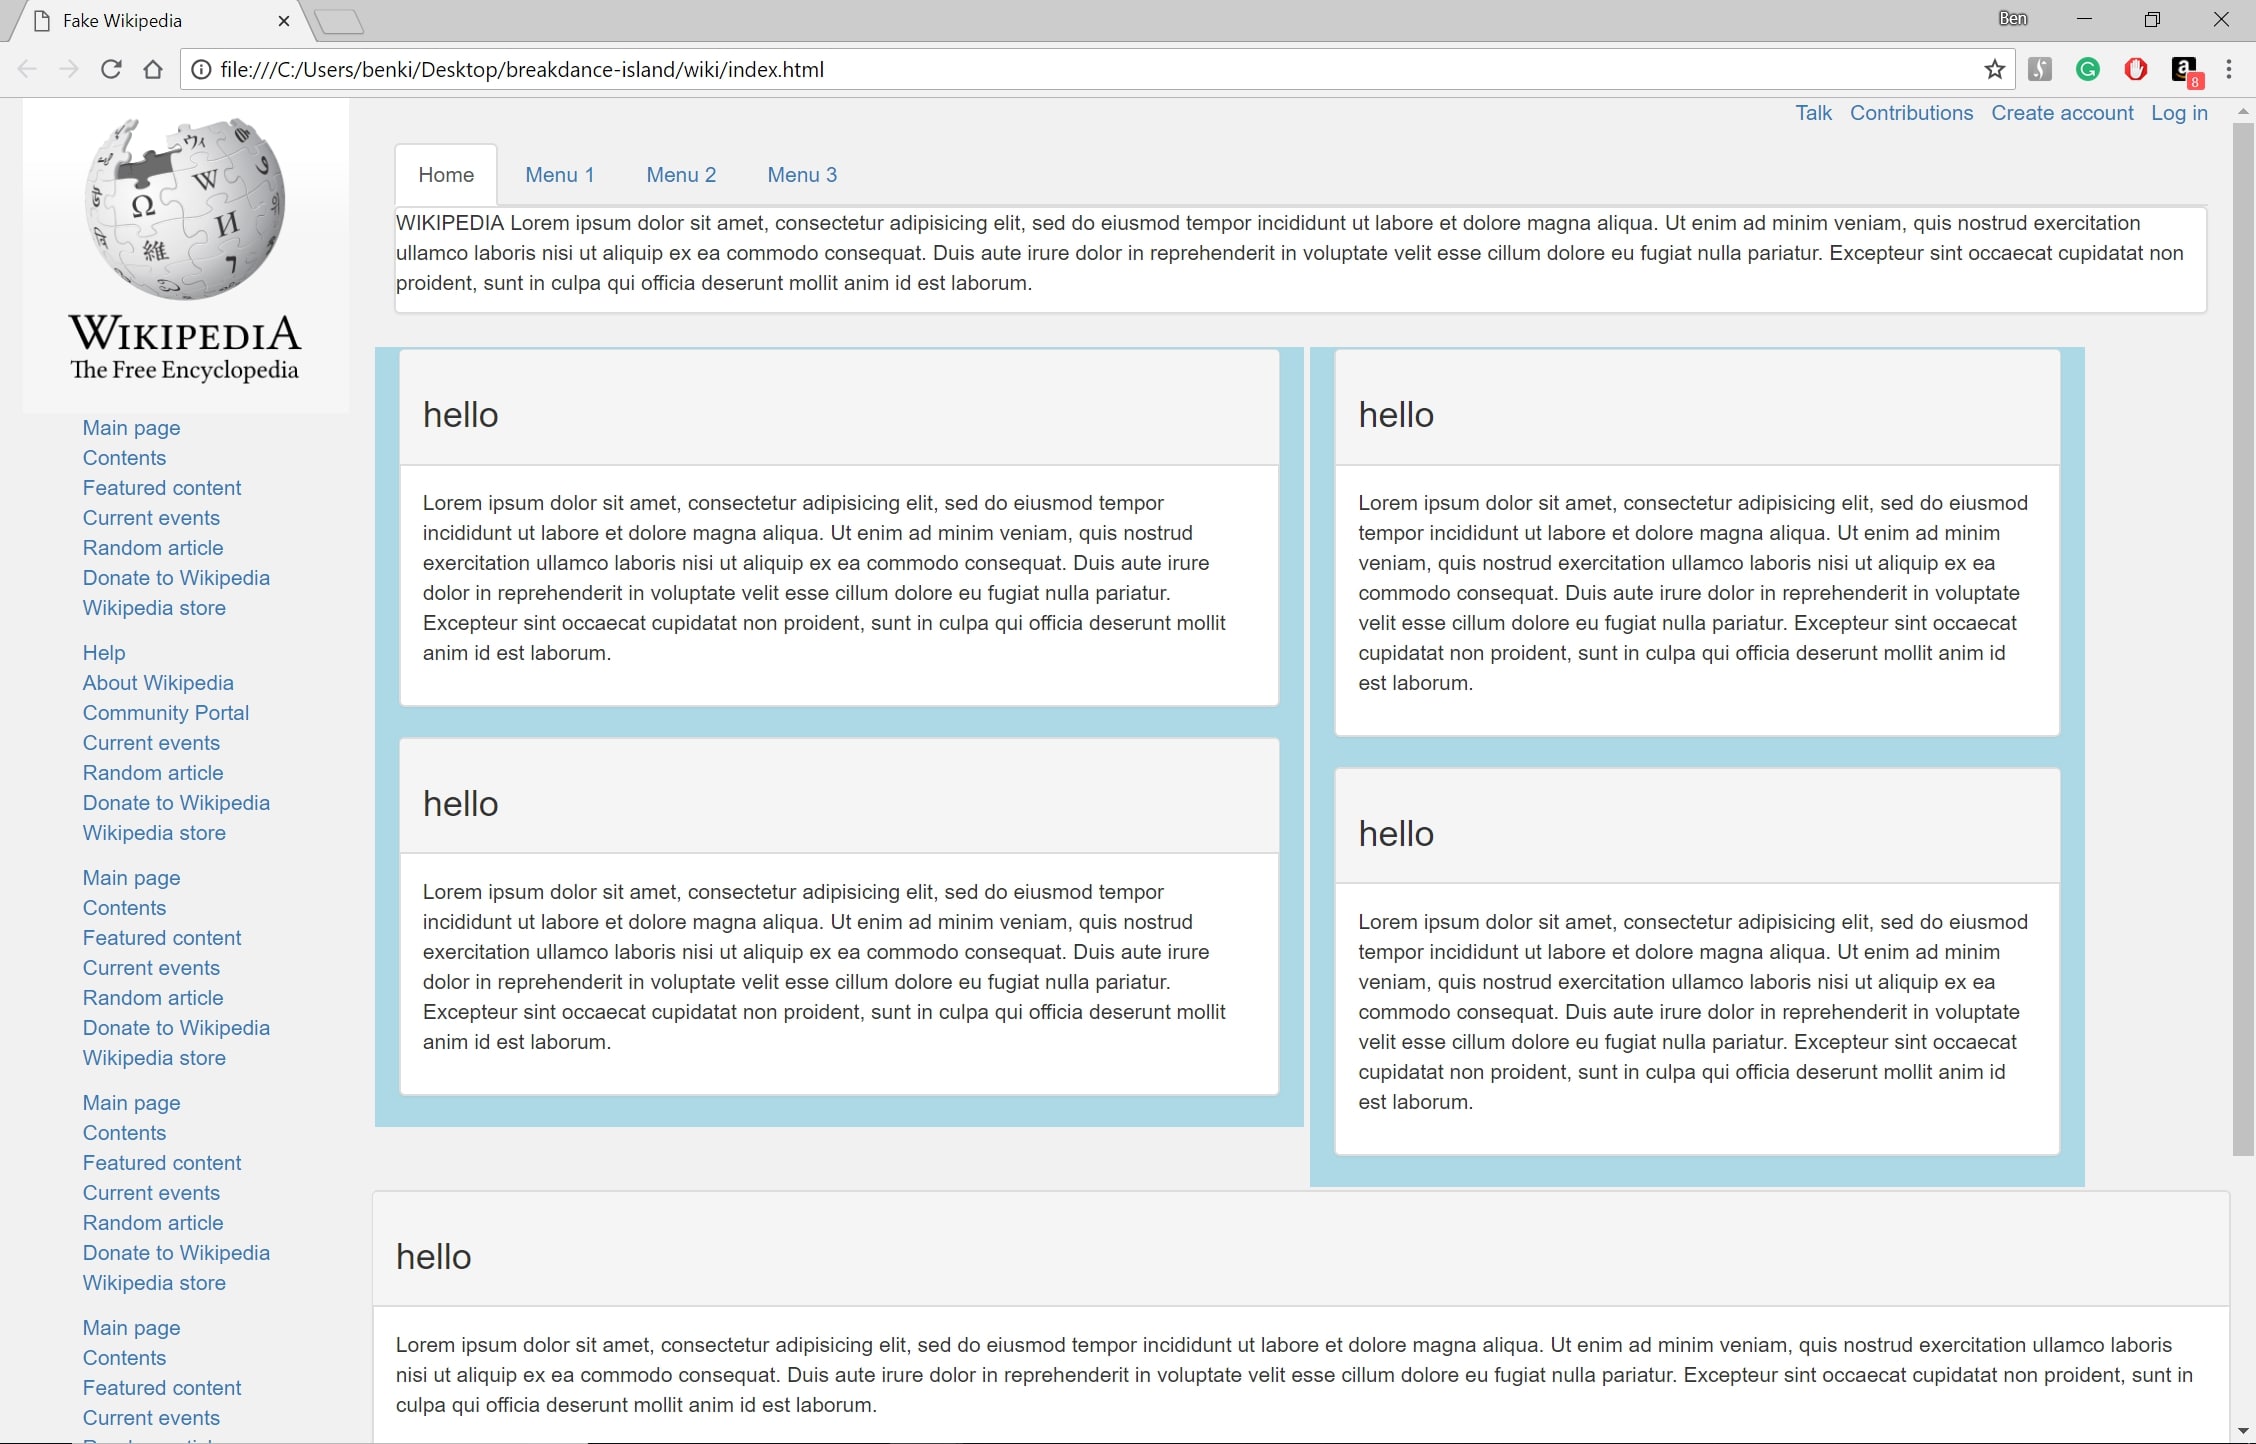 Fake Wikipedia
Ben
file:///C:/Users/benki/Desktop/breakdance-island/wiki/index.html
8
Talk Contributions Create account Log in
Ω W И 維 ウィ
WIKIPEDIA
The Free Encyclopedia
Main page
Contents
Featured content
Current events
Random article
Donate to Wikipedia
Wikipedia store
Help
About Wikipedia
Community Portal
Current events
Random article
Donate to Wikipedia
Wikipedia store
Main page
Contents
Featured content
Current events
Random article
Donate to Wikipedia
Wikipedia store
Main page
Contents
Featured content
Current events
Random article
Donate to Wikipedia
Wikipedia store
Main page
Contents
Featured content
Current events
Home Menu 1 Menu 2 Menu 3
WIKIPEDIA Lorem ipsum dolor sit amet, consectetur adipisicing elit, sed do eiusmod tempor incididunt ut labore et dolore magna aliqua. Ut enim ad minim veniam, quis nostrud exercitation
ullamco laboris nisi ut aliquip ex ea commodo consequat. Duis aute irure dolor in reprehenderit in voluptate velit esse cillum dolore eu fugiat nulla pariatur. Excepteur sint occaecat cupidatat non
proident, sunt in culpa qui officia deserunt mollit anim id est laborum.
hello
Lorem ipsum dolor sit amet, consectetur adipisicing elit, sed do eiusmod tempor
incididunt ut labore et dolore magna aliqua. Ut enim ad minim veniam, quis nostrud
exercitation ullamco laboris nisi ut aliquip ex ea commodo consequat. Duis aute irure
dolor in reprehenderit in voluptate velit esse cillum dolore eu fugiat nulla pariatur.
Excepteur sint occaecat cupidatat non proident, sunt in culpa qui officia deserunt mollit
anim id est laborum.
hello
Lorem ipsum dolor sit amet, consectetur adipisicing elit, sed do eiusmod tempor
incididunt ut labore et dolore magna aliqua. Ut enim ad minim veniam, quis nostrud
exercitation ullamco laboris nisi ut aliquip ex ea commodo consequat. Duis aute irure
dolor in reprehenderit in voluptate velit esse cillum dolore eu fugiat nulla pariatur.
Excepteur sint occaecat cupidatat non proident, sunt in culpa qui officia deserunt mollit
anim id est laborum.
hello
Lorem ipsum dolor sit amet, consectetur adipisicing elit, sed do eiusmod
tempor incididunt ut labore et dolore magna aliqua. Ut enim ad minim
veniam, quis nostrud exercitation ullamco laboris nisi ut aliquip ex ea
commodo consequat. Duis aute irure dolor in reprehenderit in voluptate
velit esse cillum dolore eu fugiat nulla pariatur. Excepteur sint occaecat
cupidatat non proident, sunt in culpa qui officia deserunt mollit anim id
est laborum.
hello
Lorem ipsum dolor sit amet, consectetur adipisicing elit, sed do eiusmod
tempor incididunt ut labore et dolore magna aliqua. Ut enim ad minim
veniam, quis nostrud exercitation ullamco laboris nisi ut aliquip ex ea
commodo consequat. Duis aute irure dolor in reprehenderit in voluptate
velit esse cillum dolore eu fugiat nulla pariatur. Excepteur sint occaecat
cupidatat non proident, sunt in culpa qui officia deserunt mollit anim id
est laborum.
hello
Lorem ipsum dolor sit amet, consectetur adipisicing elit, sed do eiusmod tempor incididunt ut labore et dolore magna aliqua. Ut enim ad minim veniam, quis nostrud exercitation ullamco laboris
nisi ut aliquip ex ea commodo consequat. Duis aute irure dolor in reprehenderit in voluptate velit esse cillum dolore eu fugiat nulla pariatur. Excepteur sint occaecat cupidatat non proident, sunt in
culpa qui officia deserunt mollit anim id est laborum.